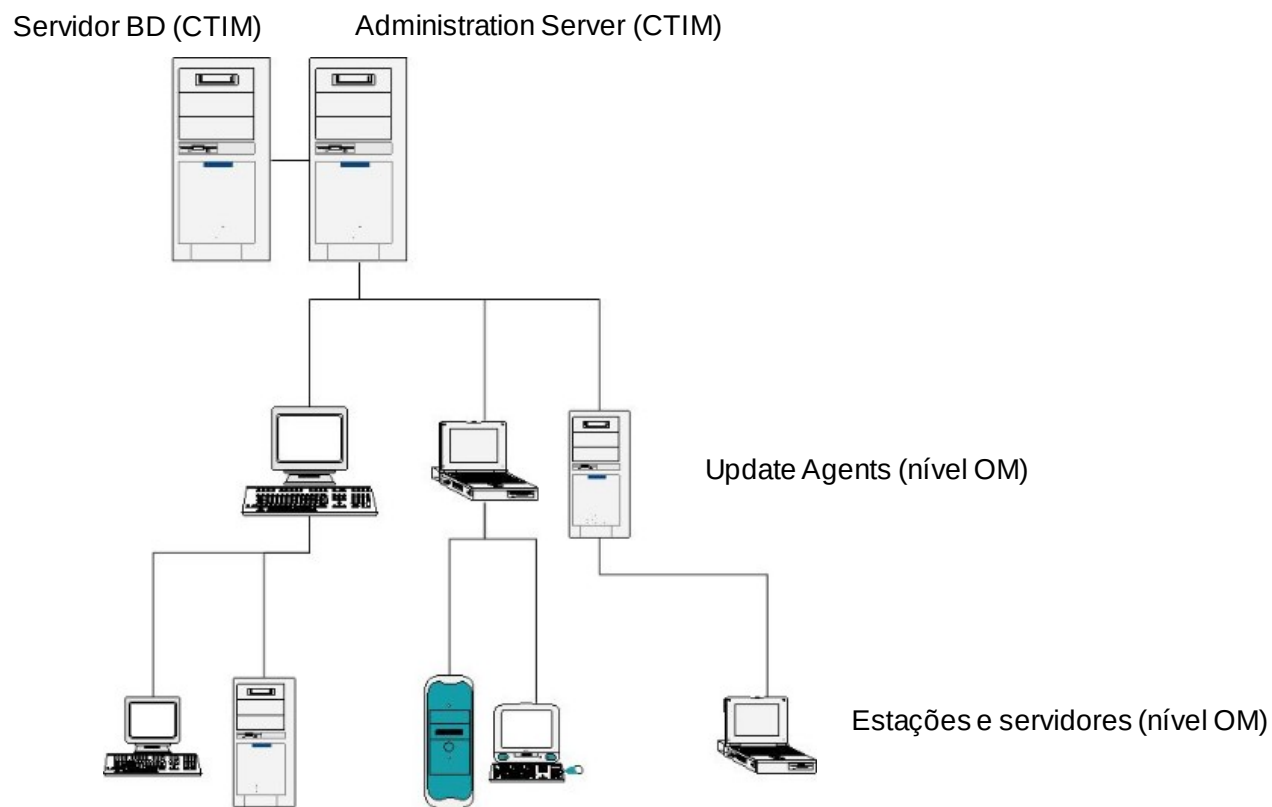 Servidor BD (CTIM)
Administration Server (CTIM)
Update Agents (nível OM)
Estações e servidores (nível OM)